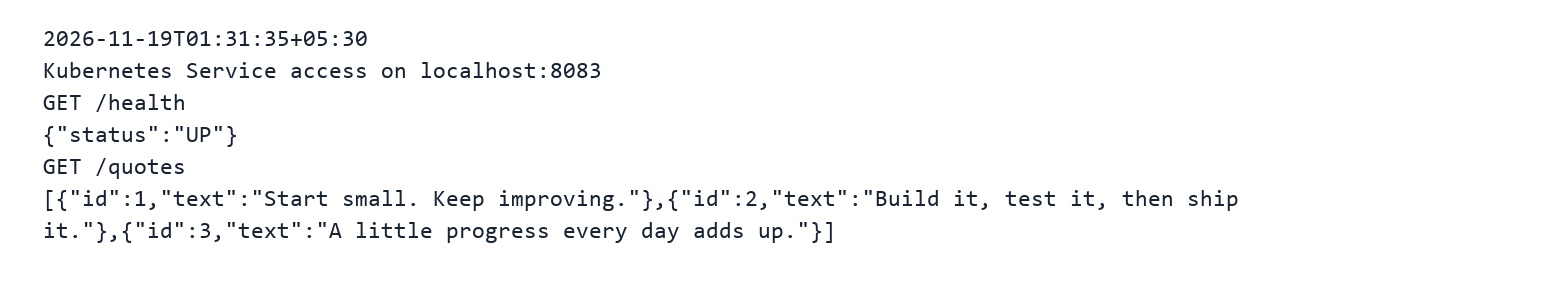 2026-11-19T01:31:35+05:30
Kubernetes Service access on localhost:8083
GET /health
{"status":"UP"}
GET /quotes
[{"id":1,"text":"Start small. Keep improving."},{"id":2,"text":"Build it, test it, then ship
it."},{"id":3,"text":"A little progress every day adds up."}]